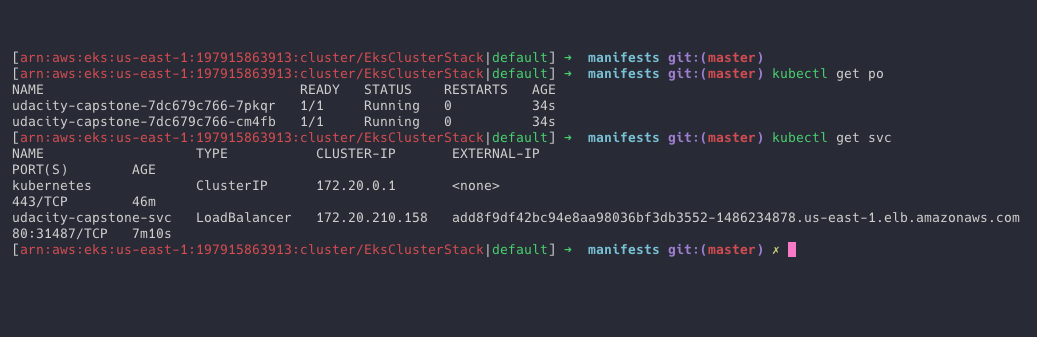 [arn:aws:eks:us-east-1:197915863913:cluster/EksClusterStack|default] ➜  manifests git:(master)
[arn:aws:eks:us-east-1:197915863913:cluster/EksClusterStack|default] ➜  manifests git:(master) kubectl get po
NAME                                READY   STATUS    RESTARTS   AGE
udacity-capstone-7dc679c766-7pkqr   1/1     Running   0          34s
udacity-capstone-7dc679c766-cm4fb   1/1     Running   0          34s
[arn:aws:eks:us-east-1:197915863913:cluster/EksClusterStack|default] ➜  manifests git:(master) kubectl get svc
NAME                   TYPE           CLUSTER-IP       EXTERNAL-IP
PORT(S)        AGE
kubernetes             ClusterIP      172.20.0.1       <none>
443/TCP        46m
udacity-capstone-svc   LoadBalancer   172.20.210.158   add8f9df42bc94e8aa98036bf3db3552-1486234878.us-east-1.elb.amazonaws.com
80:31487/TCP   7m10s
[arn:aws:eks:us-east-1:197915863913:cluster/EksClusterStack|default] ➜  manifests git:(master) ✗